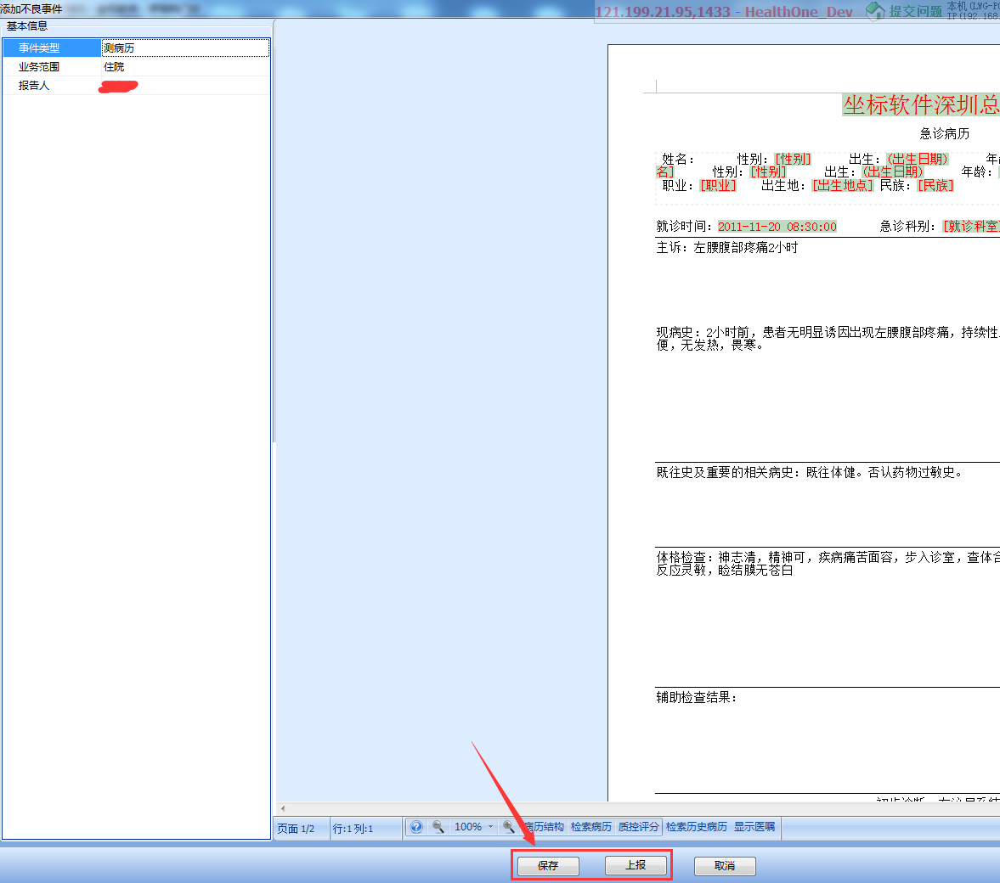 添加不良事件
121.199.21.95,1433 - HealthOne_Dev
提交问题
本机(LWG-P
IP(192.168
基本信息
事件类型 测病历
业务范围 住院
报告人
坐标软件深圳总
急诊病历
姓名: 性别:[性别] 出生:(出生日期) 年
名] 性别:[性别] 出生:(出生日期) 年龄:
职业:[职业] 出生地:[出生地点] 民族:[民族]
就诊时间:2011-11-20 08:30:00 急诊科别:[就诊科室]
主诉:左腰腹部疼痛2小时
现病史:2小时前,患者无明显诱因出现左腰腹部疼痛,持续性
便,无发热,畏寒。
既往史及重要的相关病史:既往体健。否认药物过敏史。
体格检查:神志清,精神可,疾病痛苦面容,步入诊室,查体合
反应灵敏,睑结膜无苍白
辅助检查结果:
页面 1/2 行:1 列:1 100% 病历结构 检索病历 质控评分 检索历史病历 显示医嘱
保存 上报 取消